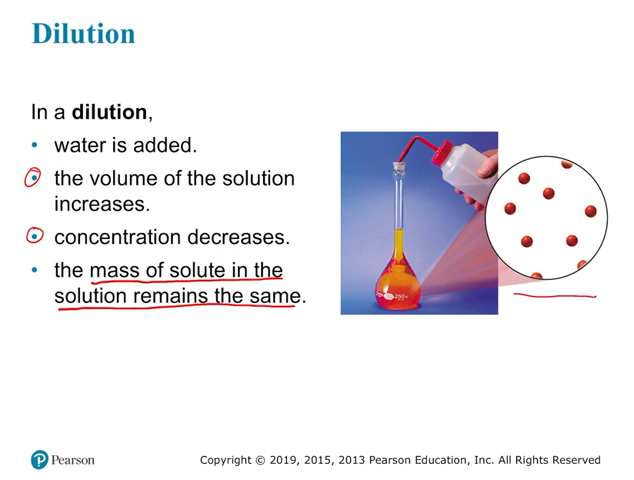 Dilution
In a dilution,
• water is added.
• the volume of the solution
increases.
• concentration decreases.
• the mass of solute in the
solution remains the same.
250
Pearson
Copyright © 2019, 2015, 2013 Pearson Education, Inc. All Rights Reserved